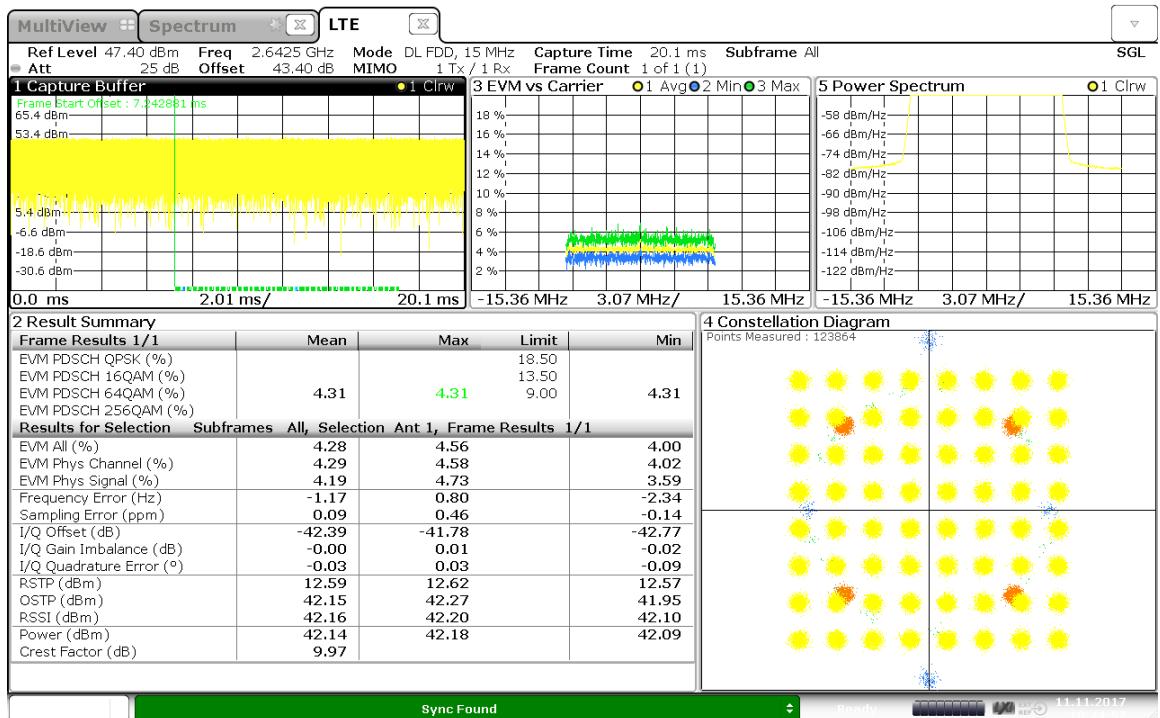 MultiView Spectrum LTE
Ref Level 47.40 dBm Freq 2.6425 GHz Mode DL FDD, 15 MHz Capture Time 20.1 ms Subframe All SGL
Att 25 dB Offset 43.40 dB MIMO 1 Tx / 1 Rx Frame Count 1 of 1 (1)
1 Capture Buffer 1 Clrw
Frame Start Offset : 7.242881 ms
65.4 dBm
53.4 dBm
5.4 dBm
-6.6 dBm
-18.6 dBm
-30.6 dBm
0.0 ms 2.01 ms/ 20.1 ms
3 EVM vs Carrier 1 Avg 2 Min 3 Max
18 %
16 %
14 %
12 %
10 %
8 %
6 %
4 %
2 %
-15.36 MHz 3.07 MHz/ 15.36 MHz
5 Power Spectrum 1 Clrw
-58 dBm/Hz
-66 dBm/Hz
-74 dBm/Hz
-82 dBm/Hz
-90 dBm/Hz
-98 dBm/Hz
-106 dBm/Hz
-114 dBm/Hz
-122 dBm/Hz
-15.36 MHz 3.07 MHz/ 15.36 MHz
2 Result Summary
Frame Results 1/1 Mean Max Limit Min
EVM PDSCH QPSK (%) 18.50
EVM PDSCH 16QAM (%) 13.50
EVM PDSCH 64QAM (%) 4.31 4.31 9.00 4.31
EVM PDSCH 256QAM (%)
Results for Selection Subframes All, Selection Ant 1, Frame Results 1/1
EVM All (%) 4.28 4.56 4.00
EVM Phys Channel (%) 4.29 4.58 4.02
EVM Phys Signal (%) 4.19 4.73 3.59
Frequency Error (Hz) -1.17 0.80 -2.34
Sampling Error (ppm) 0.09 0.46 -0.14
I/Q Offset (dB) -42.39 -41.78 -42.77
I/Q Gain Imbalance (dB) -0.00 0.01 -0.02
I/Q Quadrature Error (º) -0.03 0.03 -0.09
RSTP (dBm) 12.59 12.62 12.57
OSTP (dBm) 42.15 42.27 41.95
RSSI (dBm) 42.16 42.20 42.10
Power (dBm) 42.14 42.18 42.09
Crest Factor (dB) 9.97
4 Constellation Diagram
Points Measured : 123864
Sync Found
Ready
11.11.2017